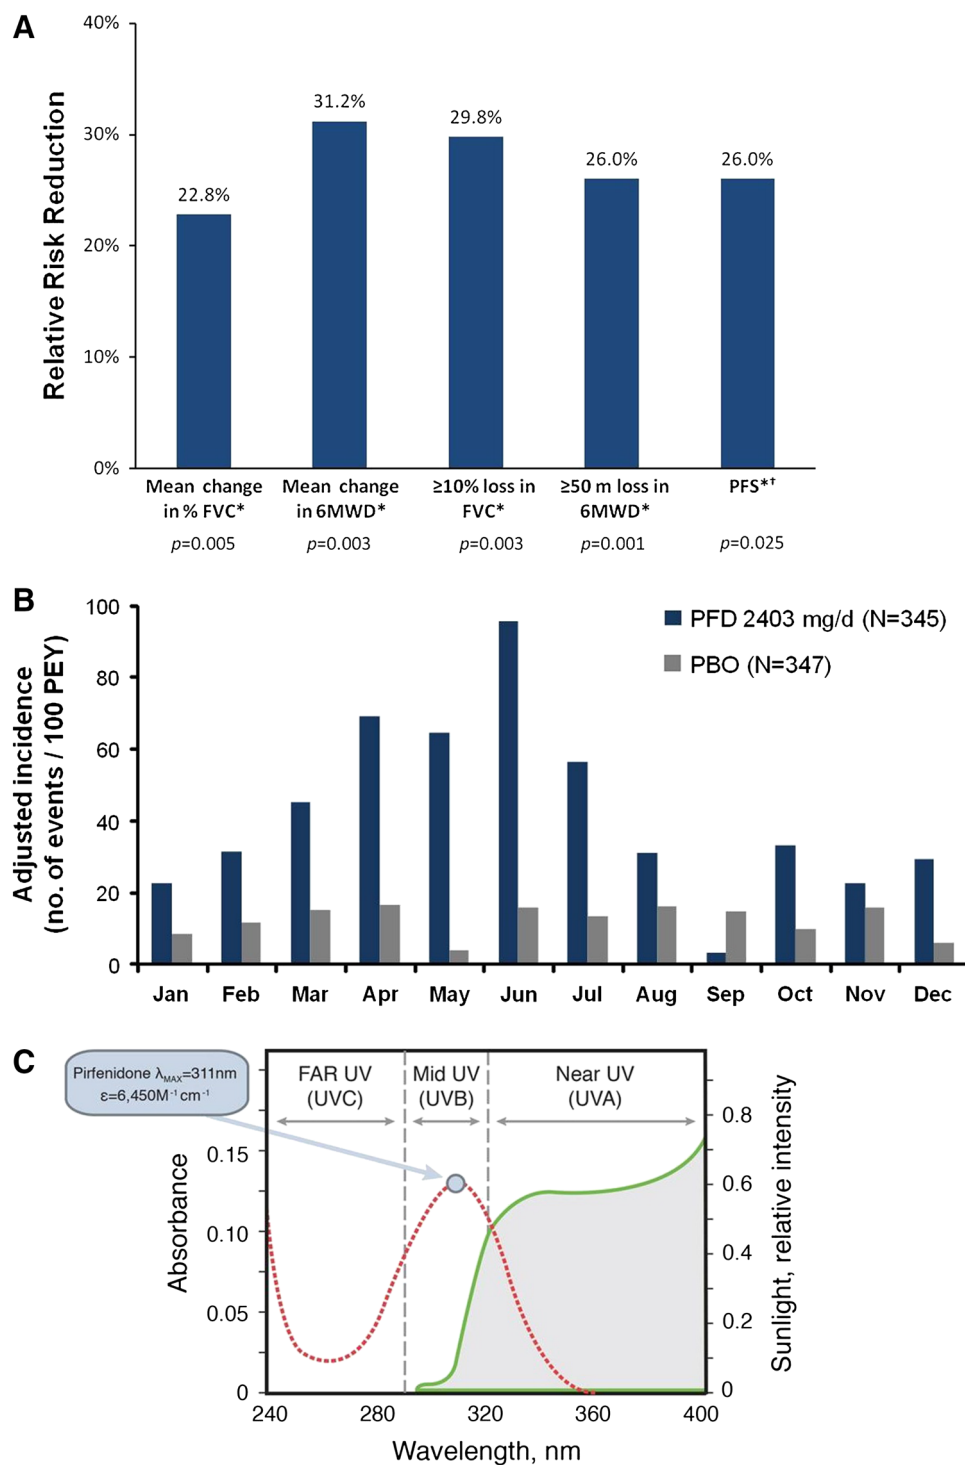 A
40%
30%
20%
10%
0%
Relative Risk Reduction
22.8%
31.2%
29.8%
26.0%
26.0%
Mean change
in % FVC*
p=0.005
Mean change
in 6MWD*
p=0.003
≥10% loss in
FVC*
p=0.003
≥50 m loss in
6MWD*
p=0.001
PFS*†
p=0.025
B
Adjusted incidence
(no. of events / 100 PEY)
100
80
60
40
20
0
PFD 2403 mg/d (N=345)
PBO (N=347)
Jan Feb Mar Apr May Jun Jul Aug Sep Oct Nov Dec
C
Pirfenidone λMAX=311nm
ε=6,450M⁻¹ cm⁻¹
FAR UV
(UVC)
Mid UV
(UVB)
Near UV
(UVA)
Absorbance
0.15
0.10
0.05
0
0.8
0.6
0.4
0.2
0
Sunlight, relative intensity
240 280 320 360 400
Wavelength, nm